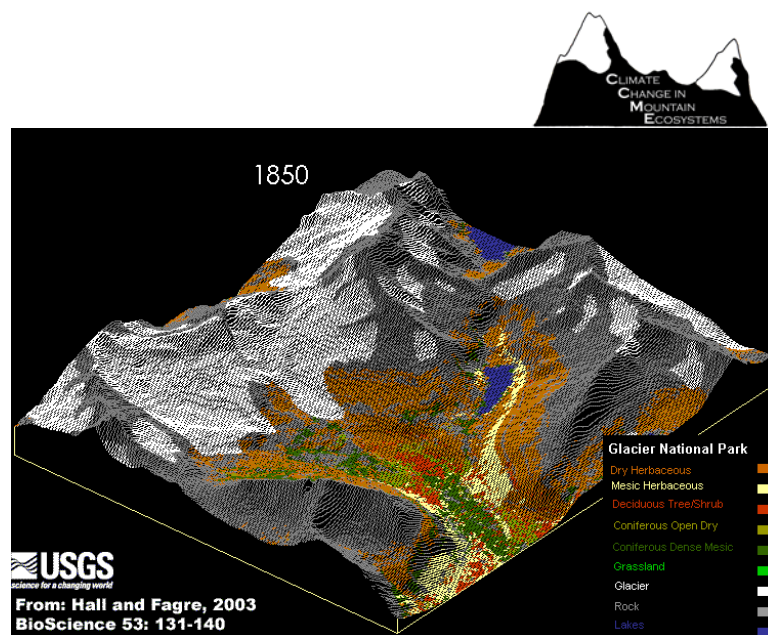 CLIMATE
CHANGE IN
MOUNTAIN
ECOSYSTEMS
1850
Glacier National Park
Dry Herbaceous
Mesic Herbaceous
Deciduous Tree/Shrub
Coniferous Open Dry
Coniferous Dense Mesic
Grassland
Glacier
Rock
Lakes
USGS
science for a changing world
From: Hall and Fagre, 2003
BioScience 53: 131-140